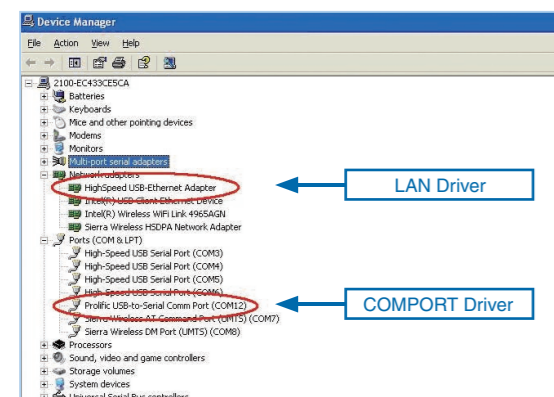 Device Manager
File Action View Help
2100-EC433CE5CA
Batteries
Keyboards
Mice and other pointing devices
Modems
Monitors
Multi-port serial adapters
Network adapters
HighSpeed USB-Ethernet Adapter
LAN Driver
Intel(R) USB Client Ethernet Device
Intel(R) Wireless WiFi Link 4965AGN
Sierra Wireless HSDPA Network Adapter
Ports (COM & LPT)
High-Speed USB Serial Port (COM3)
High-Speed USB Serial Port (COM4)
High-Speed USB Serial Port (COM5)
High-Speed USB Serial Port (COM6)
Prolific USB-to-Serial Comm Port (COM12)
COMPORT Driver
Sierra Wireless AT Command Port (UMTS) (COM7)
Sierra Wireless DM Port (UMTS) (COM8)
Processors
Sound, video and game controllers
Storage volumes
System devices
Universal Serial Bus controllers